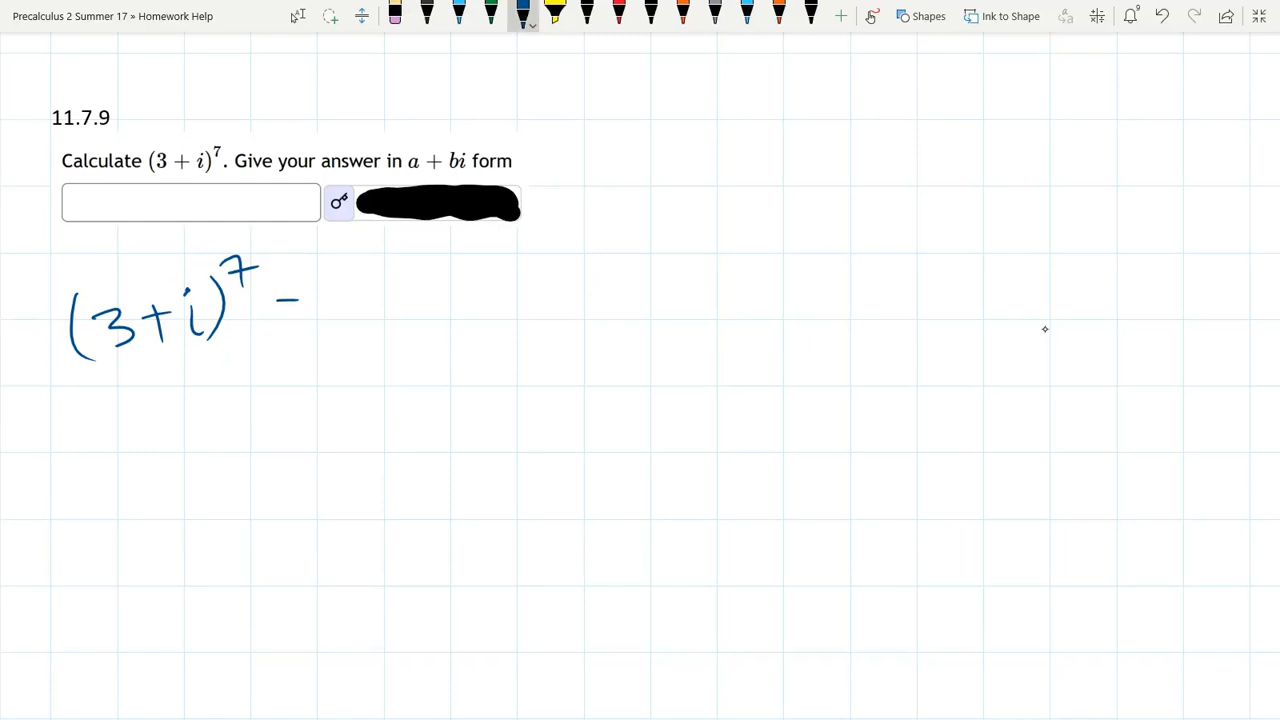 Precalculus 2 Summer 17 » Homework Help
Shapes
Ink to Shape
11.7.9
Calculate (3 + i)^7. Give your answer in a + bi form
(3+i)^7 -